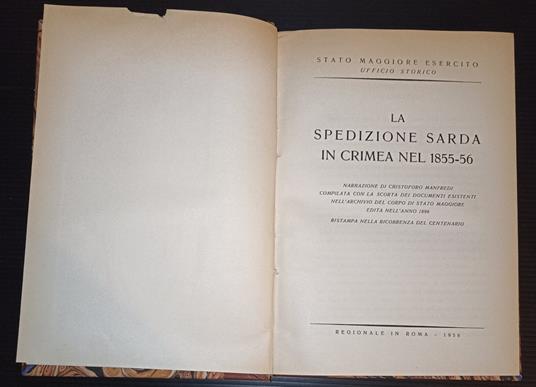 STATO MAGGIORE ESERCITO
UFFICIO STORICO
LA
SPEDIZIONE SARDA
IN CRIMEA NEL 1855-56
NARRAZIONE DI CRISTOFORO MANFREDI
COMPILATA CON LA SCORTA DEI DOCUMENTI ESISTENTI
NELL'ARCHIVIO DEL CORPO DI STATO MAGGIORE
EDITA NELL'ANNO 1896
RISTAMPA NELLA RICORRENZA DEL CENTENARIO
REGIONALE IN ROMA - 1956